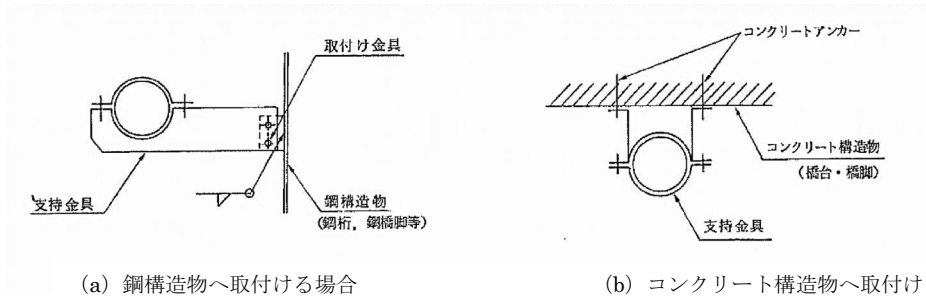 取付け金具
支持金具
鋼構造物
(鋼桁，鋼橋脚等)
(a) 鋼構造物へ取付ける場合
コンクリートアンカー
コンクリート構造物
(橋台・橋脚)
支持金具
(b) コンクリート構造物へ取付け